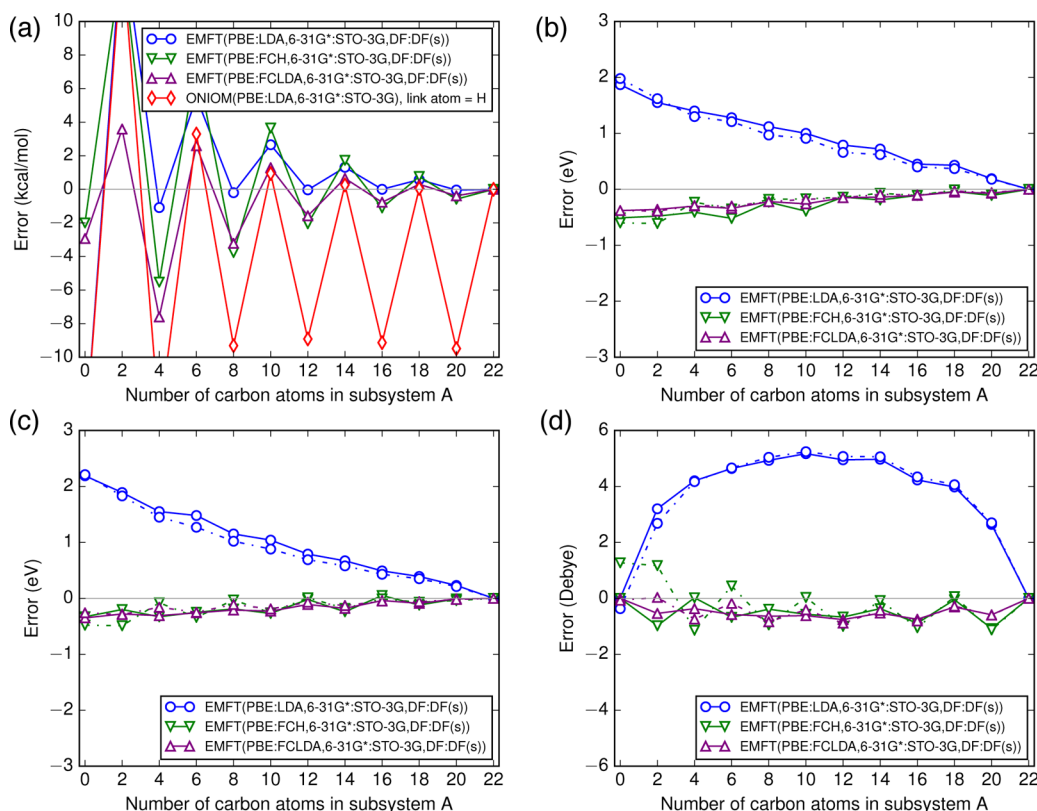 (a)
EMFT(PBE:LDA,6-31G*:STO-3G,DF:DF(s))
EMFT(PBE:FCH,6-31G*:STO-3G,DF:DF(s))
EMFT(PBE:FCLDA,6-31G*:STO-3G,DF:DF(s))
ONIOM(PBE:LDA,6-31G*:STO-3G), link atom = H
Error (kcal/mol)
10
8
6
4
2
0
−2
−4
−6
−8
−10
0 2 4 6 8 10 12 14 16 18 20 22
Number of carbon atoms in subsystem A
(b)
Error (eV)
3
2
1
0
−1
−2
−3
EMFT(PBE:LDA,6-31G*:STO-3G,DF:DF(s))
EMFT(PBE:FCH,6-31G*:STO-3G,DF:DF(s))
EMFT(PBE:FCLDA,6-31G*:STO-3G,DF:DF(s))
0 2 4 6 8 10 12 14 16 18 20 22
Number of carbon atoms in subsystem A
(c)
Error (eV)
3
2
1
0
−1
−2
−3
EMFT(PBE:LDA,6-31G*:STO-3G,DF:DF(s))
EMFT(PBE:FCH,6-31G*:STO-3G,DF:DF(s))
EMFT(PBE:FCLDA,6-31G*:STO-3G,DF:DF(s))
0 2 4 6 8 10 12 14 16 18 20 22
Number of carbon atoms in subsystem A
(d)
Error (Debye)
6
4
2
0
−2
−4
−6
EMFT(PBE:LDA,6-31G*:STO-3G,DF:DF(s))
EMFT(PBE:FCH,6-31G*:STO-3G,DF:DF(s))
EMFT(PBE:FCLDA,6-31G*:STO-3G,DF:DF(s))
0 2 4 6 8 10 12 14 16 18 20 22
Number of carbon atoms in subsystem A